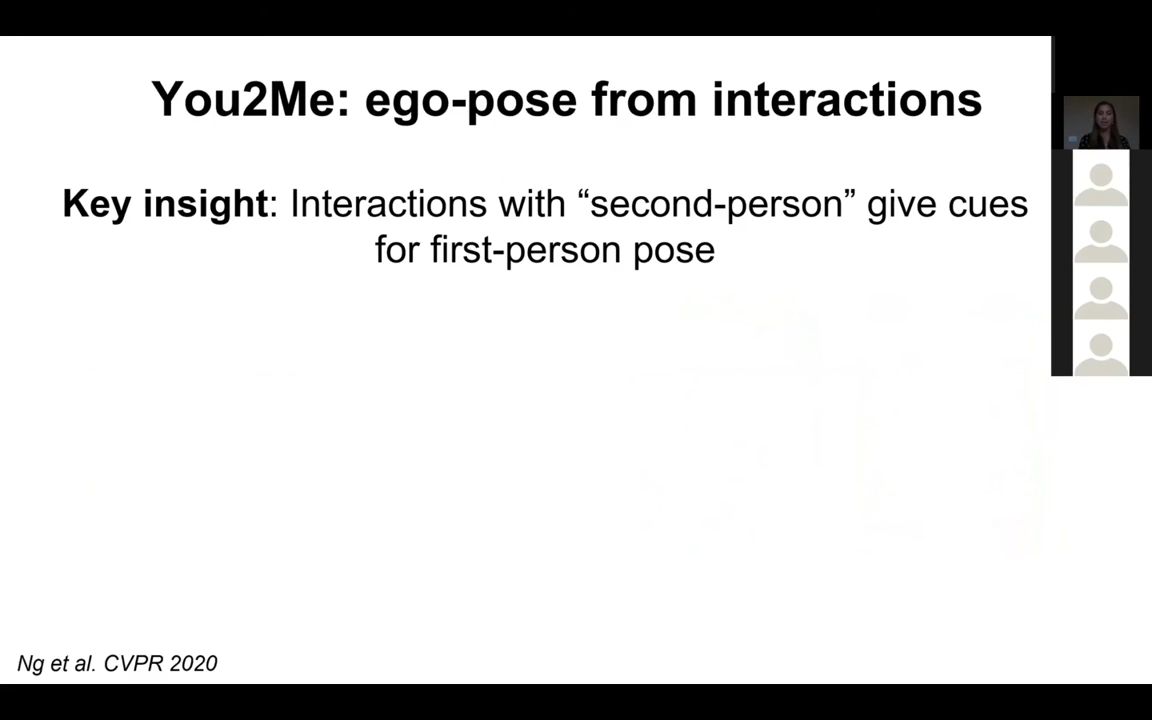 You2Me: ego-pose from interactions
Key insight: Interactions with “second-person” give cues
for first-person pose
Ng et al. CVPR 2020